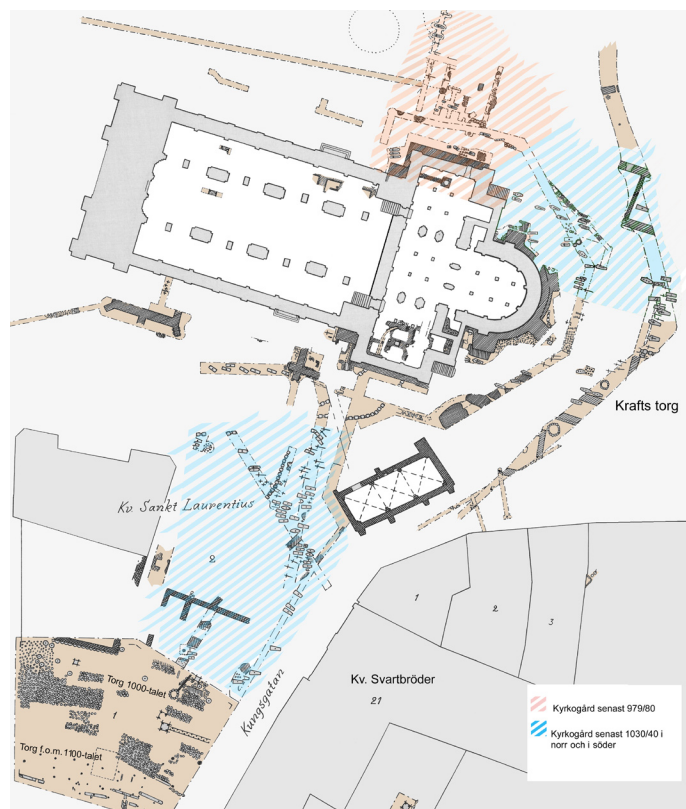 Krafts torg
Kv. Sankt Laurentius
2
1
2
3
Kv. Svartbröder
21
Kungsgatan
Torg 1000-talet
1
Torg f.o.m. 1100-talet
Kyrkogård senast 979/80
Kyrkogård senast 1030/40 i
norr och i söder